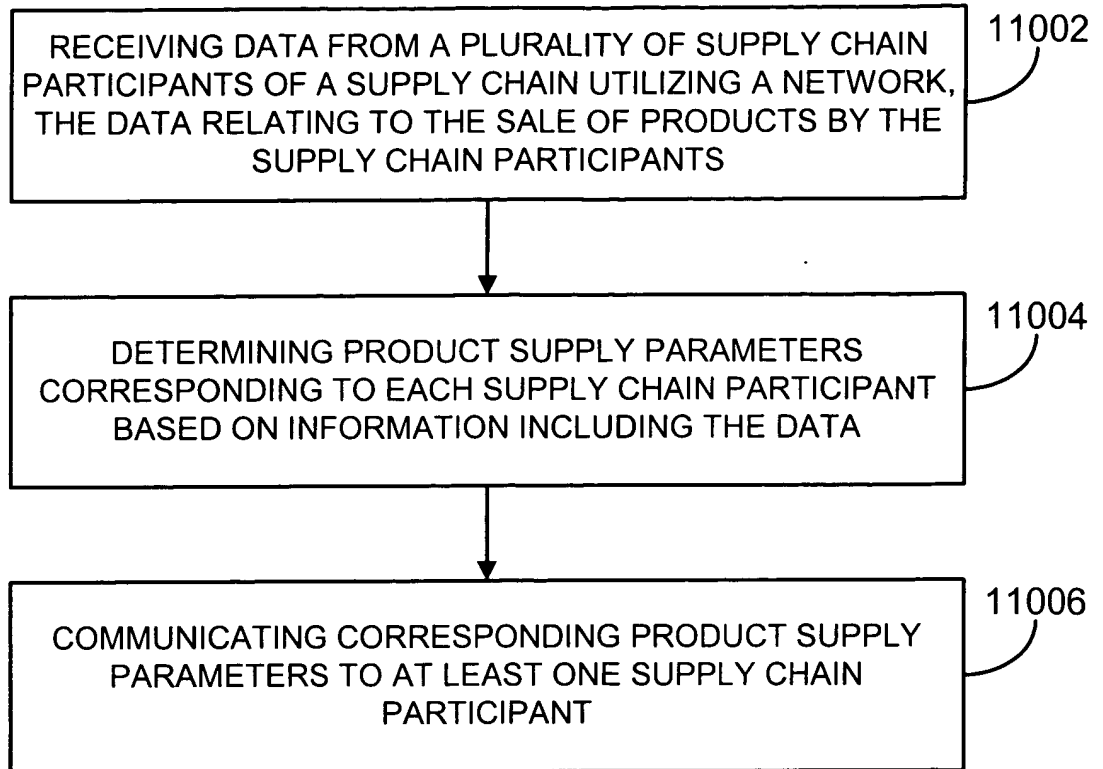 RECEIVING DATA FROM A PLURALITY OF SUPPLY CHAIN
PARTICIPANTS OF A SUPPLY CHAIN UTILIZING A NETWORK,
THE DATA RELATING TO THE SALE OF PRODUCTS BY THE
SUPPLY CHAIN PARTICIPANTS
11002
DETERMINING PRODUCT SUPPLY PARAMETERS
CORRESPONDING TO EACH SUPPLY CHAIN PARTICIPANT
BASED ON INFORMATION INCLUDING THE DATA
11004
COMMUNICATING CORRESPONDING PRODUCT SUPPLY
PARAMETERS TO AT LEAST ONE SUPPLY CHAIN
PARTICIPANT
11006